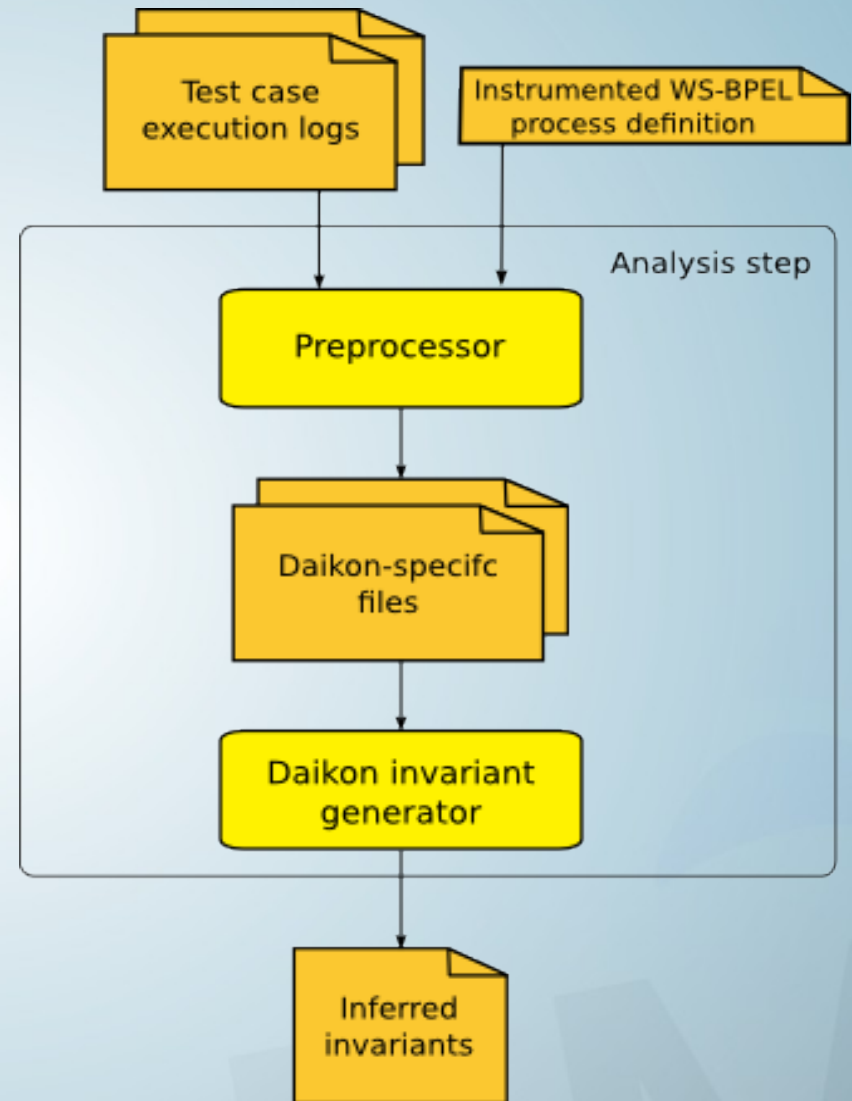 Test case
execution logs
Instrumented WS-BPEL
process definition
Analysis step
Preprocessor
Daikon-specifc
files
Daikon invariant
generator
Inferred
invariants